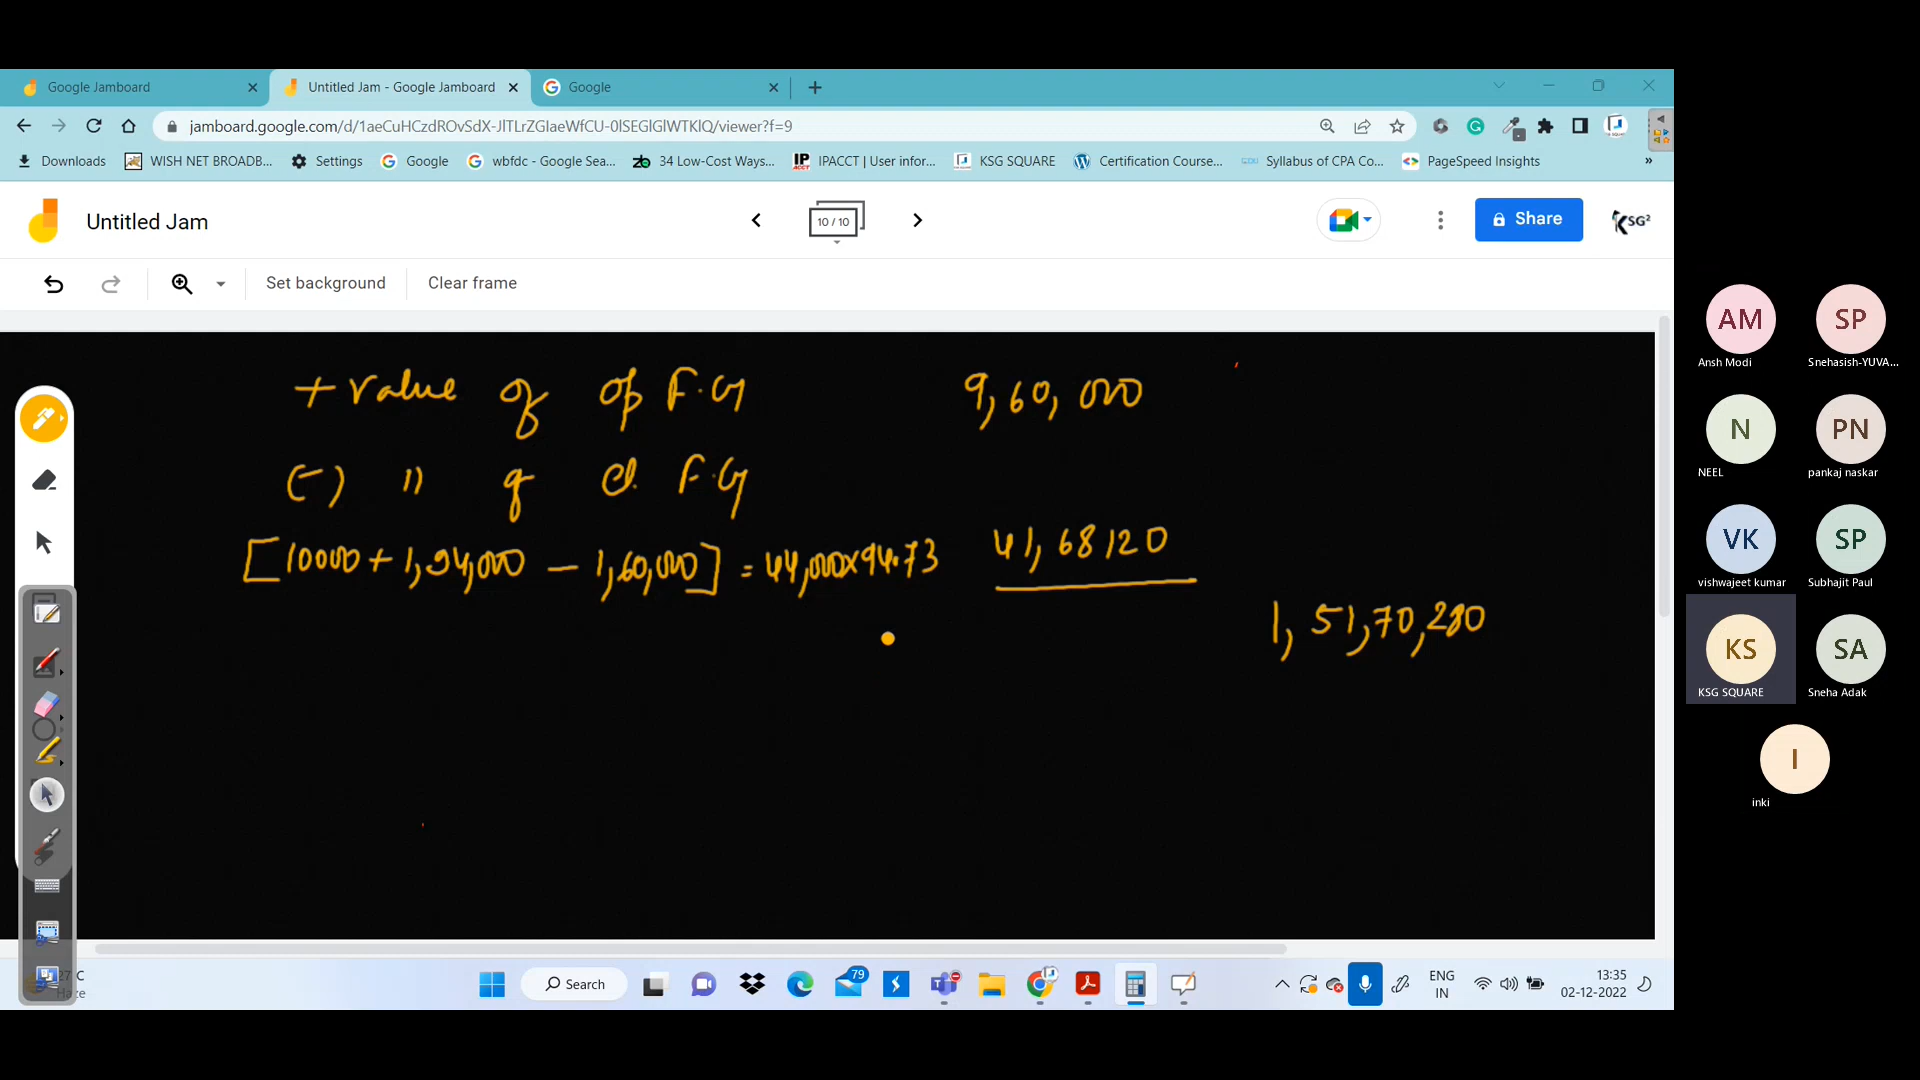 Google Jamboard
Untitled Jam - Google Jamboard
Google
jamboard.google.com/d/1aeCuHCzdROvSdX-JlTLrZGIaeWfCU-0lSEGlGlWTKlQ/viewer?f=9
Downloads
WISH NET BROADB...
Settings
Google
wbfdc - Google Sea...
34 Low-Cost Ways...
IPACCT | User infor...
KSG SQUARE
Certification Course...
Syllabus of CPA Co...
PageSpeed Insights
»
Untitled Jam
10 / 10
Share
KSG²
Set background
Clear frame
+ Value of op F.G 9,60,000
(-) " of cl. F.G
[10000 + 1,94,000 - 1,60,000] = 44,000x94.73 41,68120
1,51,70,280
AM
Ansh Modi
SP
Snehasish-YUVA...
N
NEEL
PN
pankaj naskar
VK
vishwajeet kumar
SP
Subhajit Paul
KS
KSG SQUARE
SA
Sneha Adak
I
inki
Search
79
ENG
IN
13:35
02-12-2022